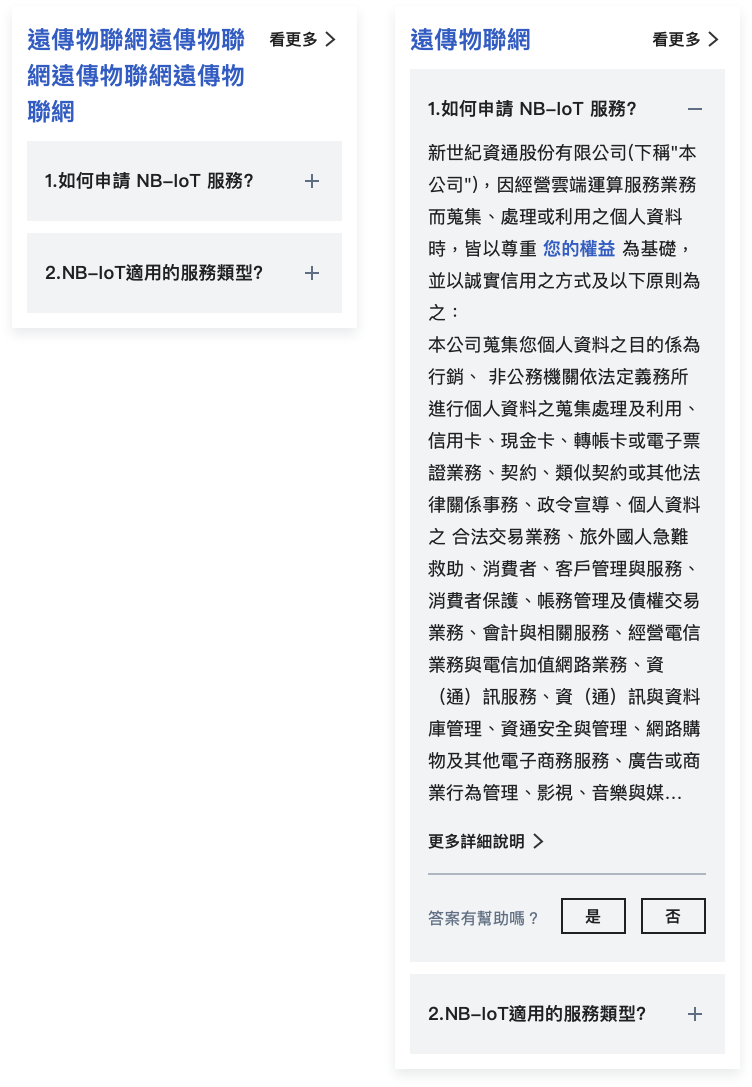 遠傳物聯網遠傳物聯
網遠傳物聯網遠傳物
聯網
看更多
1.如何申請 NB-IoT 服務?
2.NB-IoT適用的服務類型?
遠傳物聯網
看更多
1.如何申請 NB-IoT 服務?
新世紀資通股份有限公司(下稱"本
公司")，因經營雲端運算服務業務
而蒐集、處理或利用之個人資料
時，皆以尊重 您的權益 為基礎，
並以誠實信用之方式及以下原則為
之：
本公司蒐集您個人資料之目的係為
行銷、 非公務機關依法定義務所
進行個人資料之蒐集處理及利用、
信用卡、現金卡、轉帳卡或電子票
證業務、契約、類似契約或其他法
律關係事務、政令宣導、個人資料
之 合法交易業務、旅外國人急難
救助、消費者、客戶管理與服務、
消費者保護、帳務管理及債權交易
業務、會計與相關服務、經營電信
業務與電信加值網路業務、資
（通）訊服務、資（通）訊與資料
庫管理、資通安全與管理、網路購
物及其他電子商務服務、廣告或商
業行為管理、影視、音樂與媒...
更多詳細說明
答案有幫助嗎？
是
否
2.NB-IoT適用的服務類型?